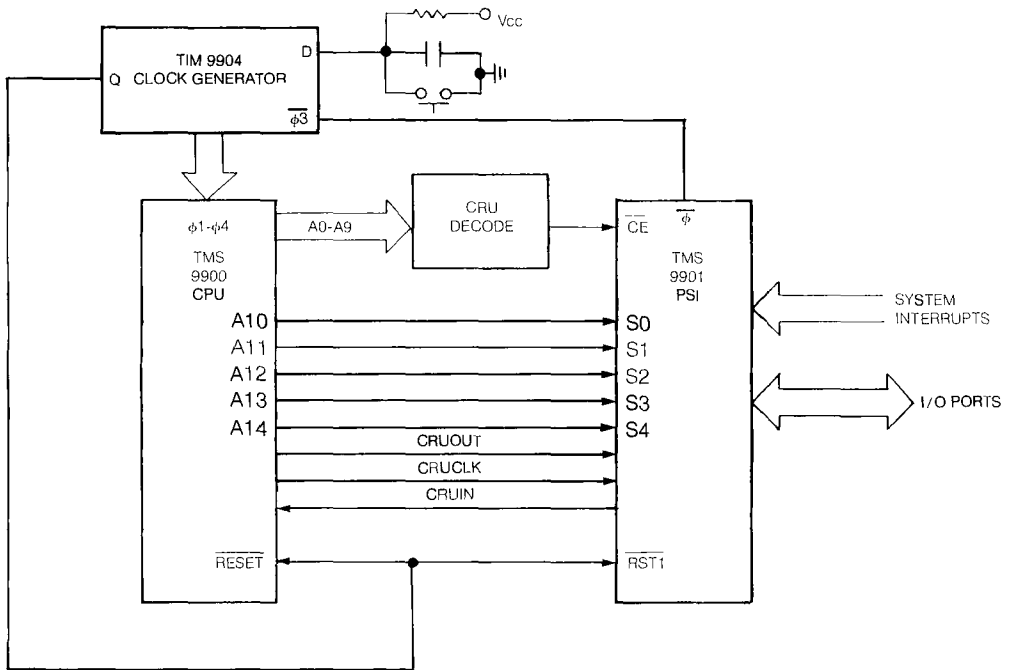 Vcc
TIM 9904
CLOCK GENERATOR
D
Q
φ3
φ1-φ4
TMS
9900
CPU
A0-A9
CRU
DECODE
CE
φ
TMS
9901
PSI
SYSTEM
INTERRUPTS
A10
S0
A11
S1
A12
S2
A13
S3
I/O PORTS
A14
S4
CRUOUT
CRUCLK
CRUIN
RESET
RST1